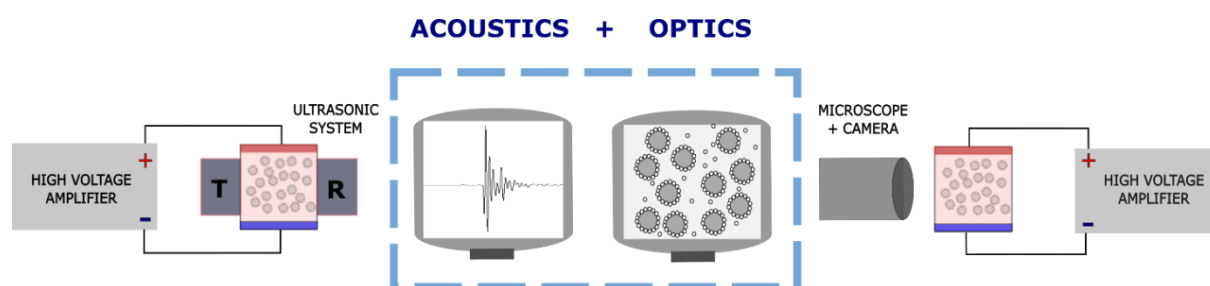 ACOUSTICS + OPTICS
ULTRASONIC
SYSTEM
MICROSCOPE
+ CAMERA
HIGH VOLTAGE
AMPLIFIER
+
-
T
R
+
-
HIGH VOLTAGE
AMPLIFIER